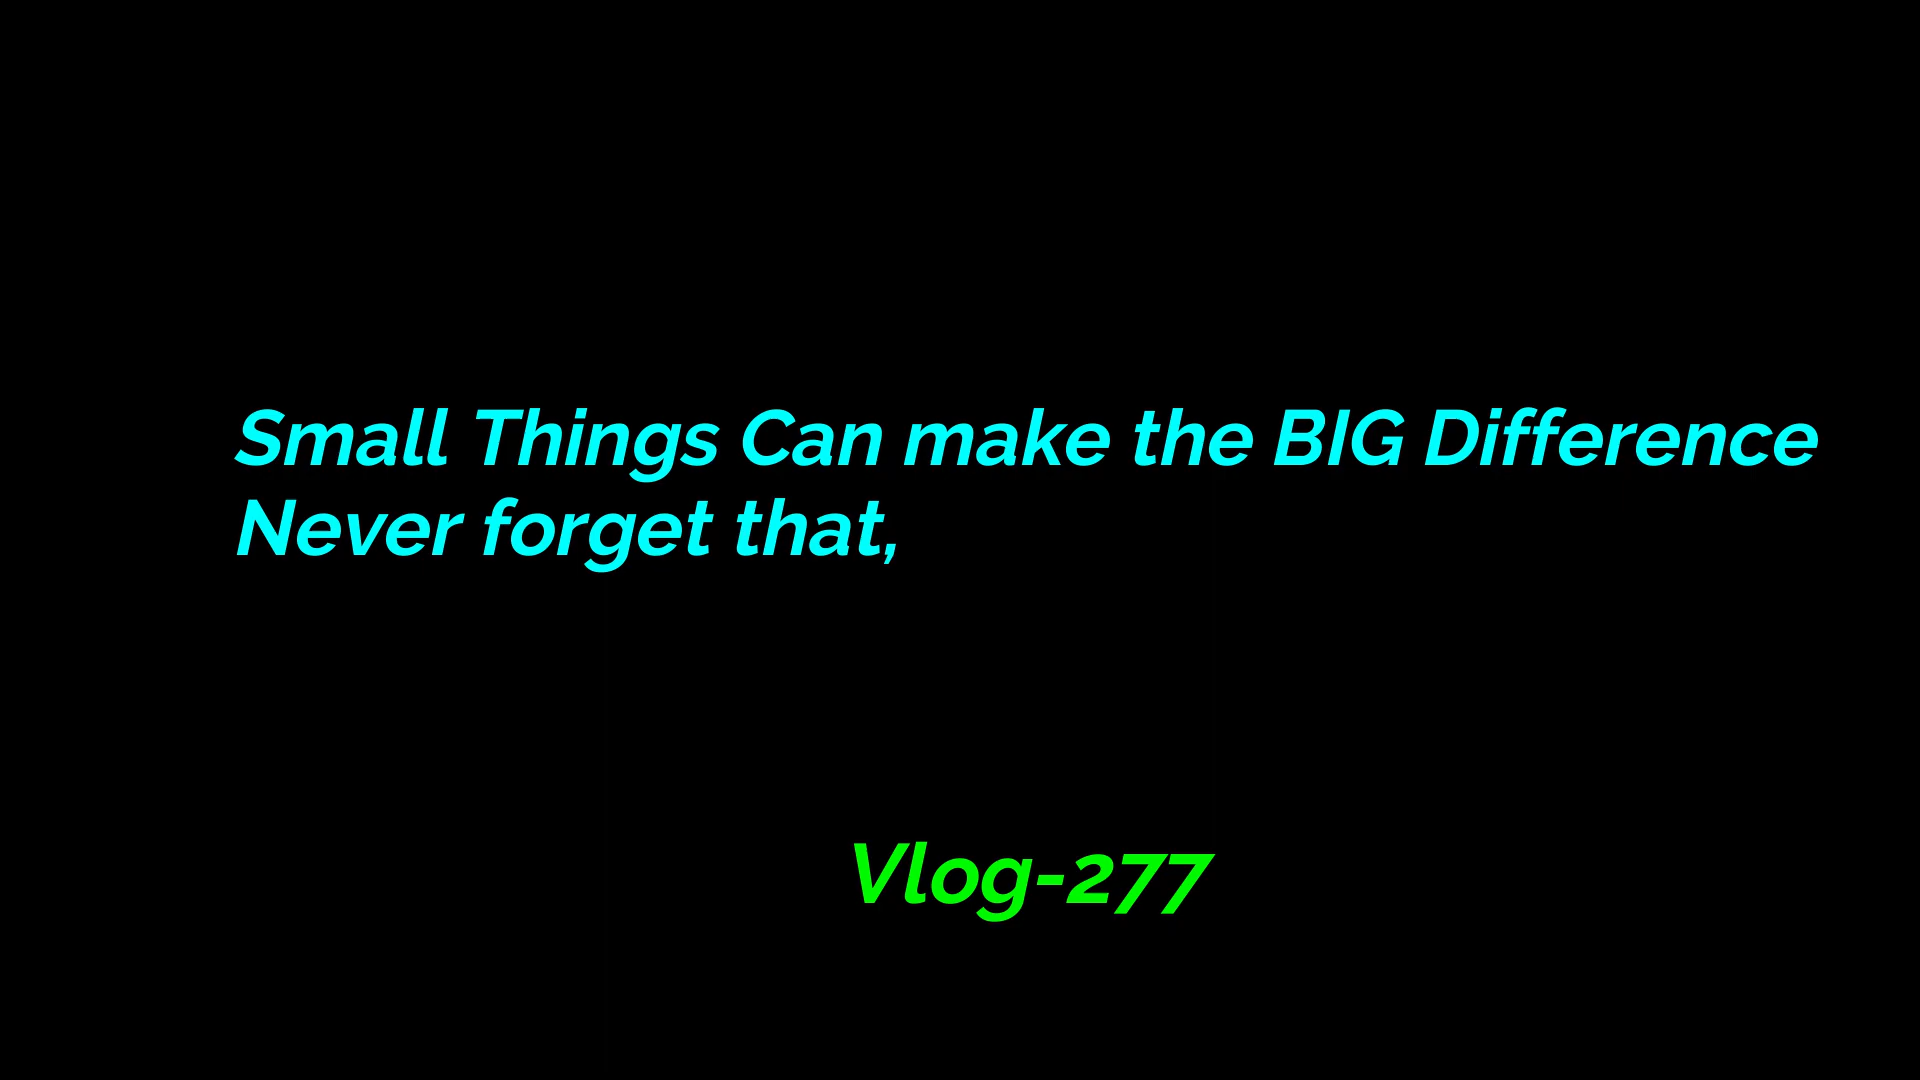 Small Things Can make the BIG Difference
Never forget that,
Vlog-277